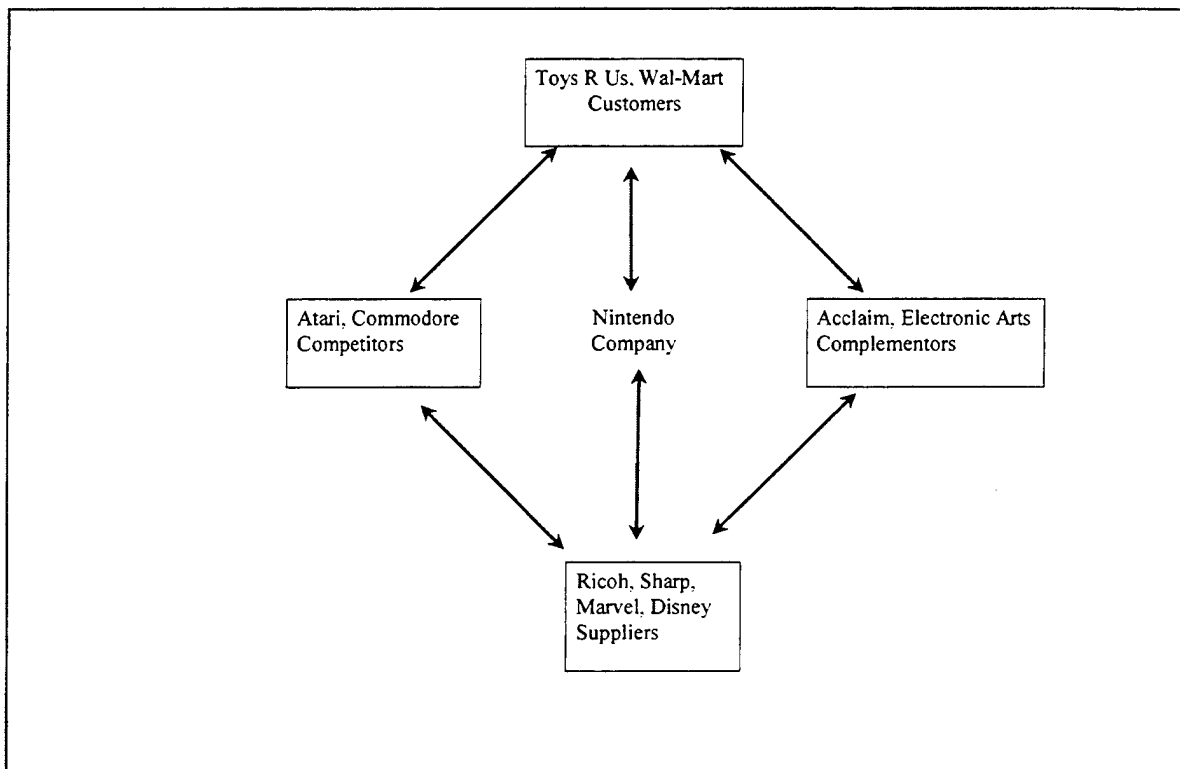 Toys R Us, Wal-Mart
Customers
Atari, Commodore
Competitors
Nintendo
Company
Acclaim, Electronic Arts
Complementors
Ricoh, Sharp,
Marvel, Disney
Suppliers